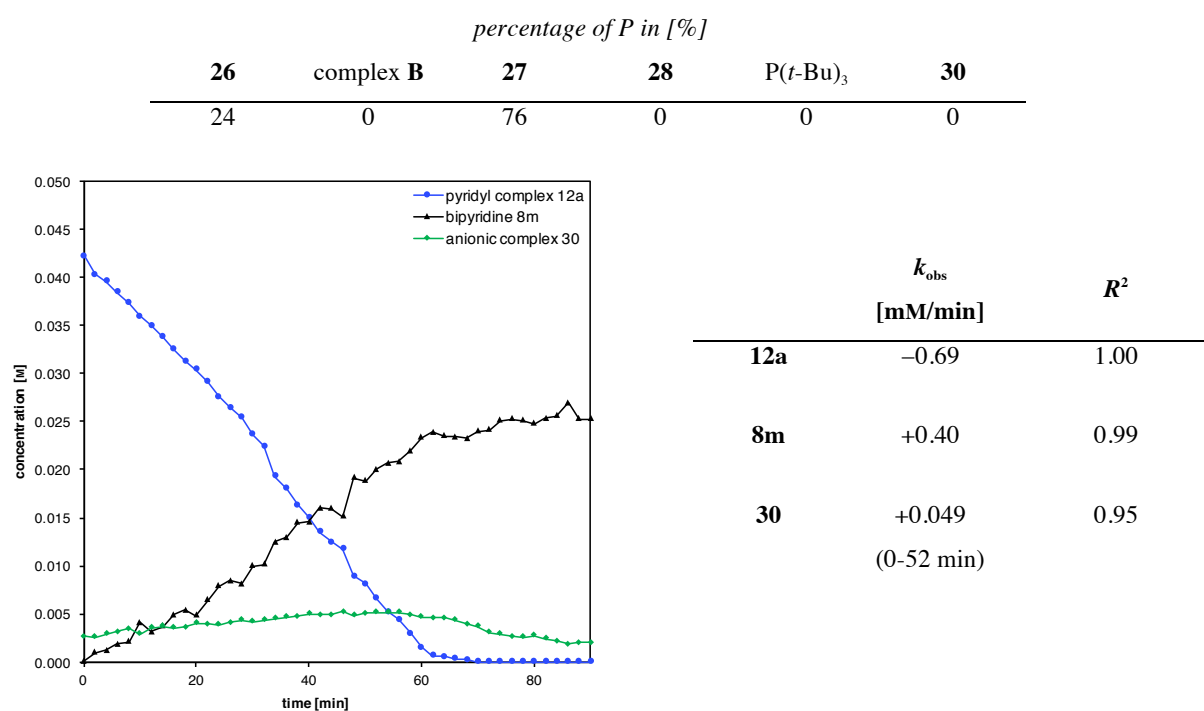 percentage of P in [%]
26 complex B 27 28 P(t-Bu)3 30
24 0 76 0 0 0
0.050
0.045
0.040
0.035
0.030
0.025
0.020
0.015
0.010
0.005
0.000
concentration [M]
0 20 40 60 80
time [min]
pyridyl complex 12a
bipyridine 8m
anionic complex 30
kobs
[mM/min]
R2
12a −0.69 1.00
8m +0.40 0.99
30 +0.049 0.95
(0-52 min)